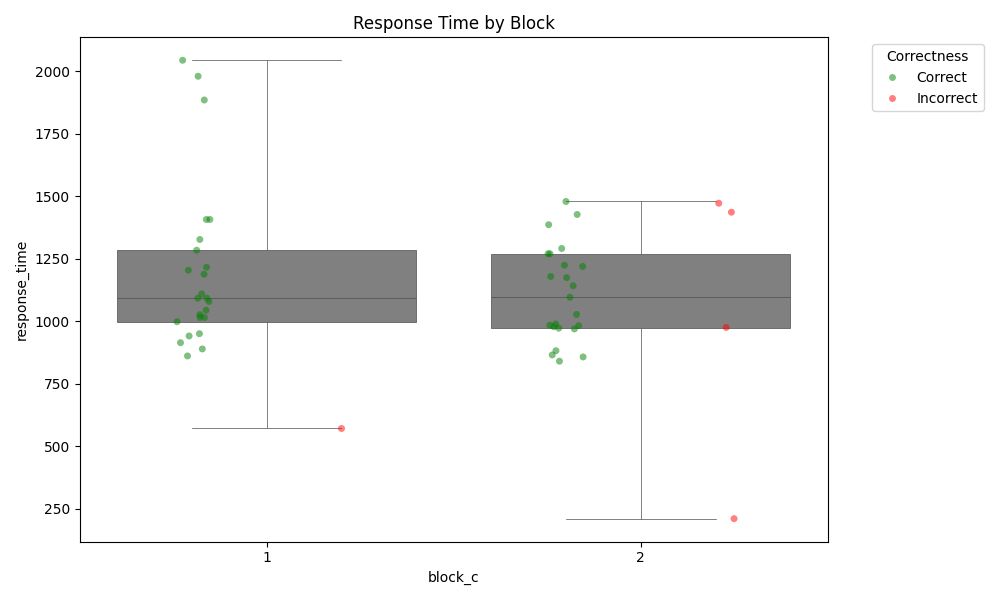 Response Time by Block
Correctness
Correct
Incorrect
response_time
2000
1750
1500
1250
1000
750
500
250
1
2
block_c